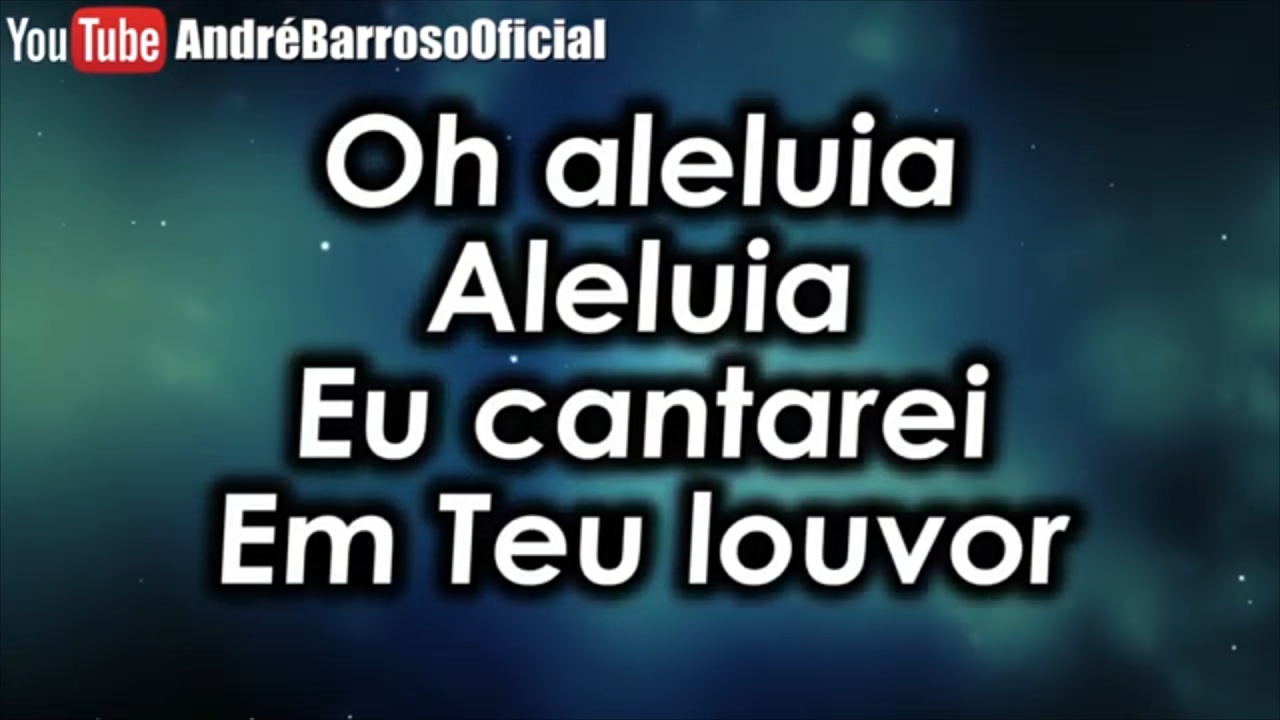 YouTube AndréBarrosoOficial
Oh aleluia
Aleluia
Eu cantarei
Em Teu louvor